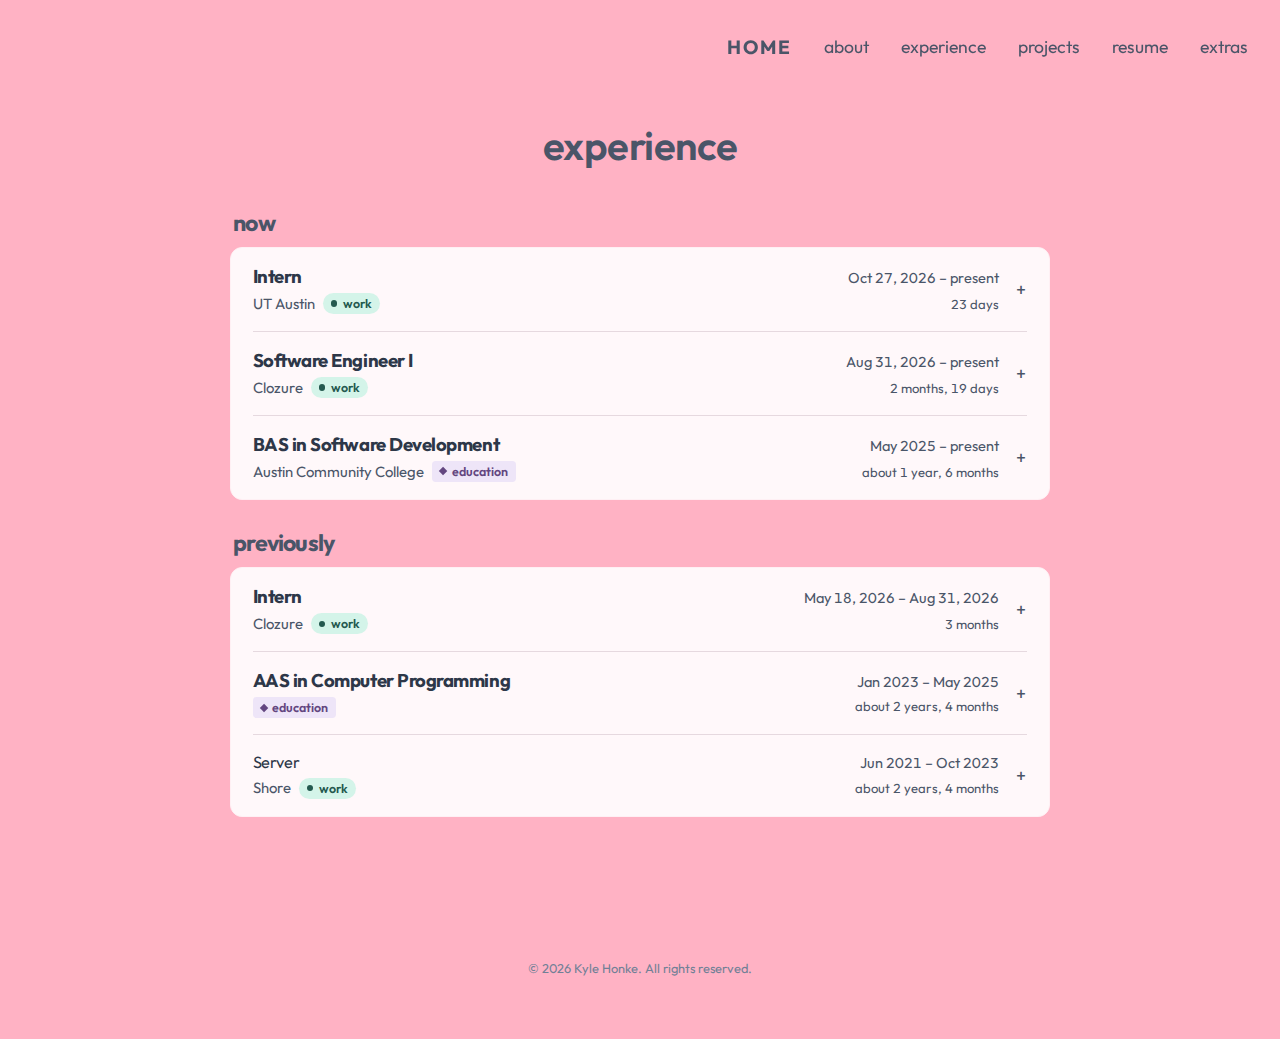 HOME about experience projects resume extras
experience
now
Intern Oct 27, 2026 – present +
UT Austin work 23 days
Software Engineer I Aug 31, 2026 – present +
Clozure work 2 months, 19 days
BAS in Software Development May 2025 – present +
Austin Community College education about 1 year, 6 months
previously
Intern May 18, 2026 – Aug 31, 2026 +
Clozure work 3 months
AAS in Computer Programming Jan 2023 – May 2025 +
education about 2 years, 4 months
Server Jun 2021 – Oct 2023 +
Shore work about 2 years, 4 months
© 2026 Kyle Honke. All rights reserved.